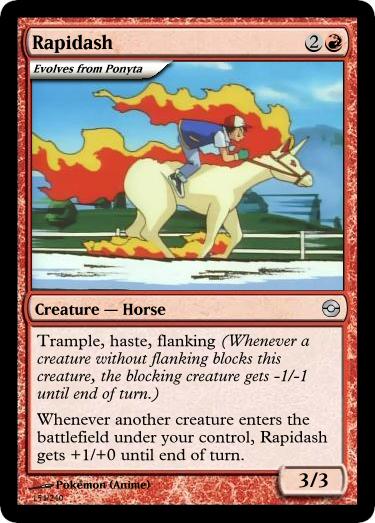 Rapidash 2
Evolves from Ponyta
Creature — Horse
Trample, haste, flanking (Whenever a
creature without flanking blocks this
creature, the blocking creature gets -1/-1
until end of turn.)
Whenever another creature enters the
battlefield under your control, Rapidash
gets +1/+0 until end of turn.
3/3
Pokémon (Anime)